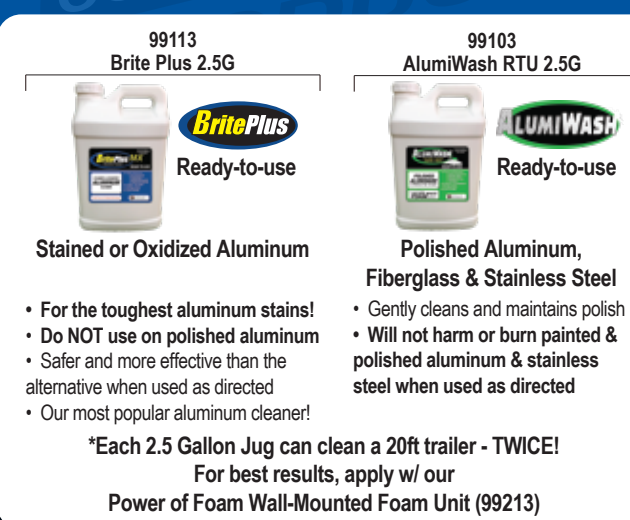 99113
Brite Plus 2.5G
BritePlus
Ready-to-use
Stained or Oxidized Aluminum
• For the toughest aluminum stains!
• Do NOT use on polished aluminum
• Safer and more effective than the
alternative when used as directed
• Our most popular aluminum cleaner!
99103
AlumiWash RTU 2.5G
ALUMIWASH
Ready-to-use
Polished Aluminum,
Fiberglass & Stainless Steel
• Gently cleans and maintains polish
• Will not harm or burn painted &
polished aluminum & stainless
steel when used as directed
*Each 2.5 Gallon Jug can clean a 20ft trailer - TWICE!
For best results, apply w/ our
Power of Foam Wall-Mounted Foam Unit (99213)